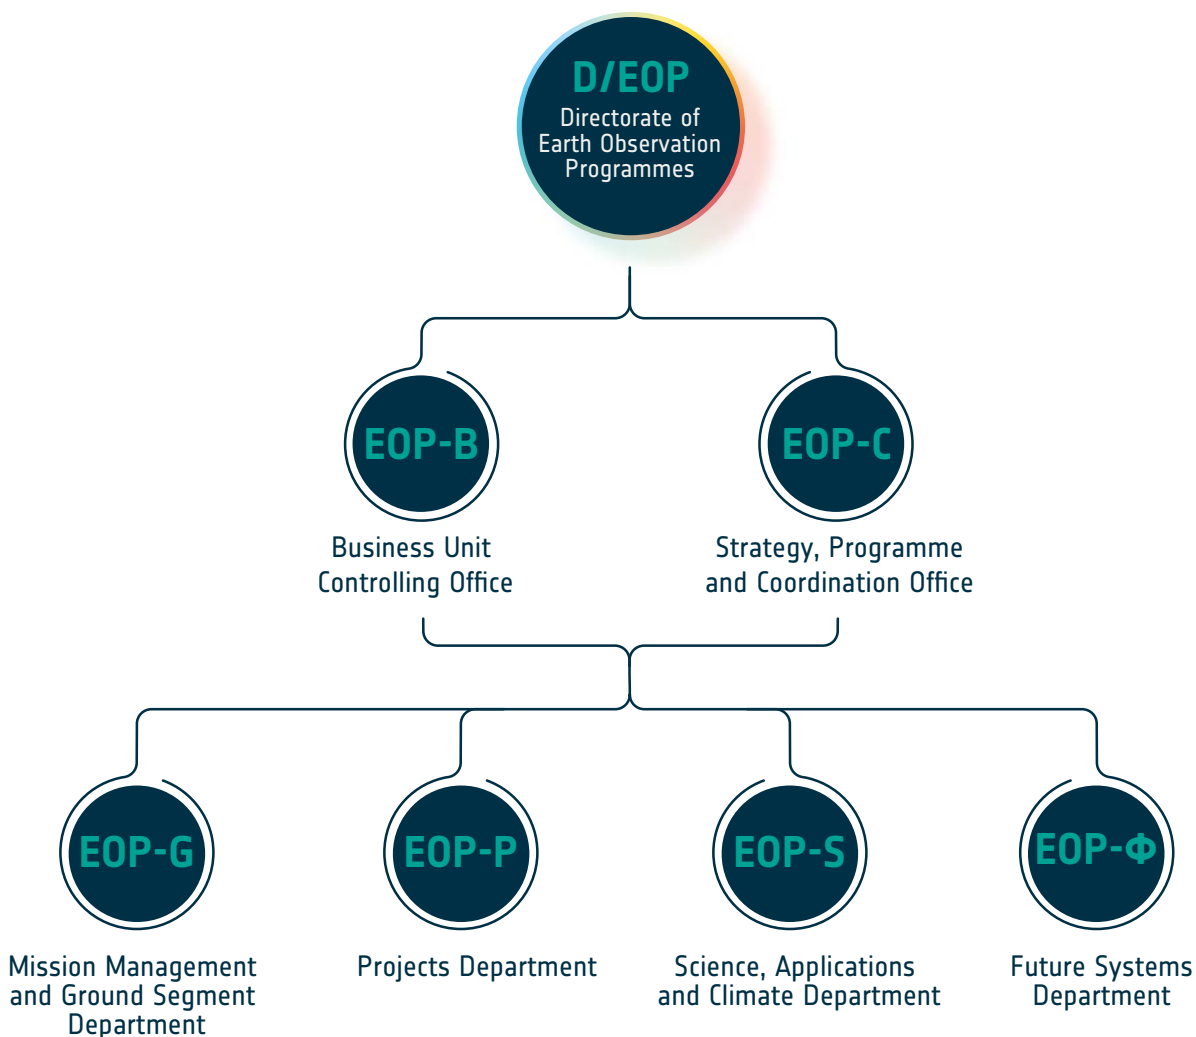 D/EOP
Directorate of
Earth Observation
Programmes
EOP-B
EOP-C
Business Unit
Controlling Office
Strategy, Programme
and Coordination Office
EOP-G
EOP-P
EOP-S
EOP-Φ
Mission Management
and Ground Segment
Department
Projects Department
Science, Applications
and Climate Department
Future Systems
Department